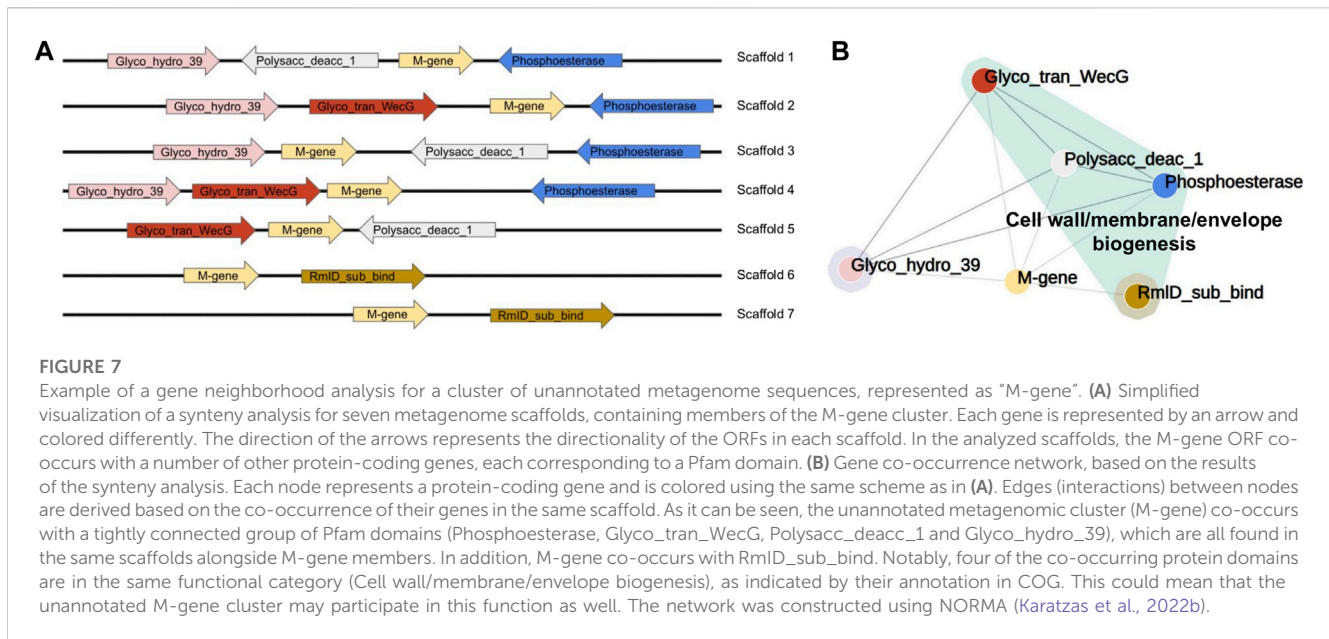 A
Glyco_hydro_39 Polysacc_deacc_1 M-gene Phosphoesterase Scaffold 1
Glyco_hydro_39 Glyco_tran_WecG M-gene Phosphoesterase Scaffold 2
Glyco_hydro_39 M-gene Polysacc_deacc_1 Phosphoesterase Scaffold 3
Glyco_hydro_39 Glyco_tran_WecG M-gene Phosphoesterase Scaffold 4
Glyco_tran_WecG M-gene Polysacc_deacc_1 Scaffold 5
M-gene RmlD_sub_bind Scaffold 6
M-gene RmlD_sub_bind Scaffold 7
B
Glyco_tran_WecG
Polysacc_deac_1
Phosphoesterase
Cell wall/membrane/envelope
biogenesis
Glyco_hydro_39
M-gene
RmlD_sub_bind
FIGURE 7
Example of a gene neighborhood analysis for a cluster of unannotated metagenome sequences, represented as “M-gene”. (A) Simplified
visualization of a synteny analysis for seven metagenome scaffolds, containing members of the M-gene cluster. Each gene is represented by an arrow and
colored differently. The direction of the arrows represents the directionality of the ORFs in each scaffold. In the analyzed scaffolds, the M-gene ORF co-
occurs with a number of other protein-coding genes, each corresponding to a Pfam domain. (B) Gene co-occurrence network, based on the results
of the synteny analysis. Each node represents a protein-coding gene and is colored using the same scheme as in (A). Edges (interactions) between nodes
are derived based on the co-occurrence of their genes in the same scaffold. As it can be seen, the unannotated metagenomic cluster (M-gene) co-occurs
with a tightly connected group of Pfam domains (Phosphoesterase, Glyco_tran_WecG, Polysacc_deacc_1 and Glyco_hydro_39), which are all found in
the same scaffolds alongside M-gene members. In addition, M-gene co-occurs with RmlD_sub_bind. Notably, four of the co-occurring protein domains
are in the same functional category (Cell wall/membrane/envelope biogenesis), as indicated by their annotation in COG. This could mean that the
unannotated M-gene cluster may participate in this function as well. The network was constructed using NORMA (Karatzas et al., 2022b).